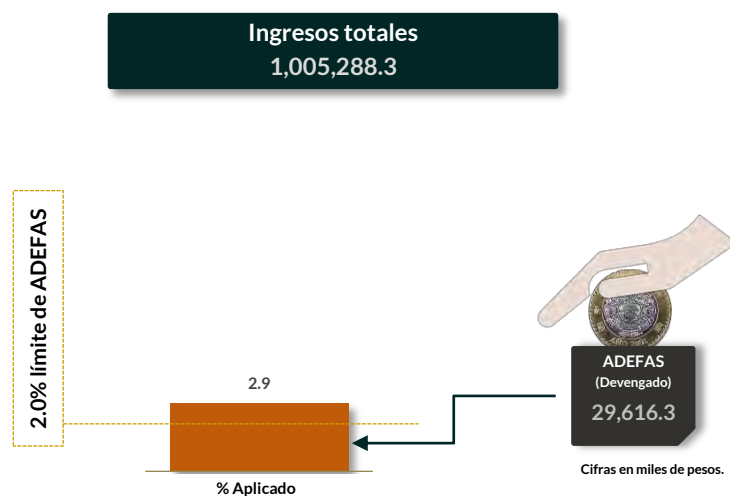 Ingresos totales
1,005,288.3
2.0% límite de ADEFAS
2.9
% Aplicado
ADEFAS
(Devengado)
29,616.3
Cifras en miles de pesos.